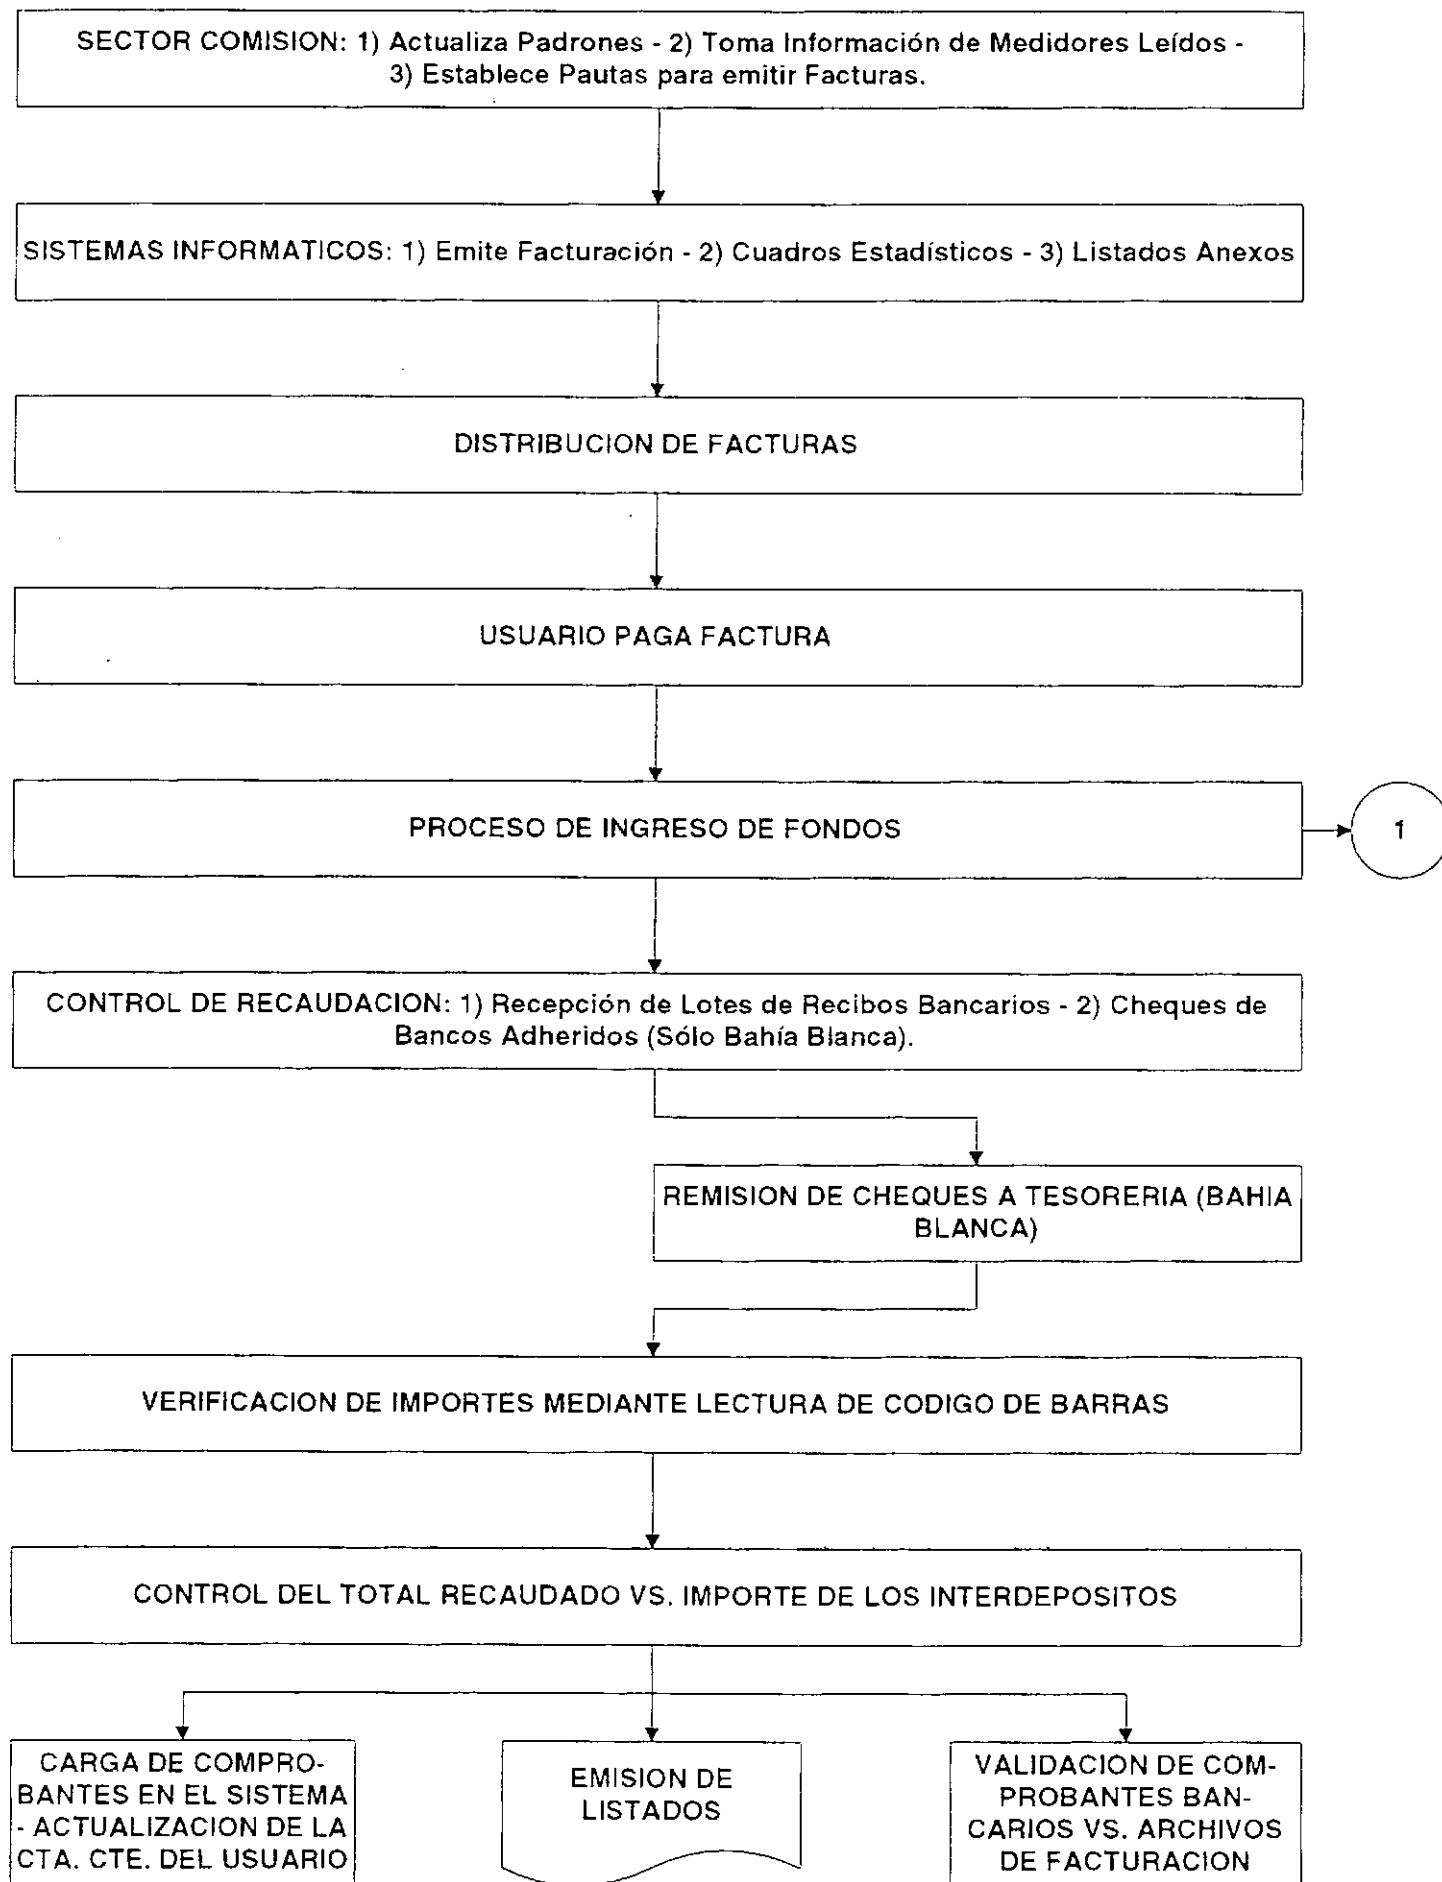 SECTOR COMISION: 1) Actualiza Padrones - 2) Toma Información de Medidores Leídos -
3) Establece Pautas para emitir Facturas.
SISTEMAS INFORMATICOS: 1) Emite Facturación - 2) Cuadros Estadísticos - 3) Listados Anexos
DISTRIBUCION DE FACTURAS
USUARIO PAGA FACTURA
PROCESO DE INGRESO DE FONDOS
1
CONTROL DE RECAUDACION: 1) Recepción de Lotes de Recibos Bancarios - 2) Cheques de
Bancos Adheridos (Sólo Bahía Blanca).
REMISION DE CHEQUES A TESORERIA (BAHIA
BLANCA)
VERIFICACION DE IMPORTES MEDIANTE LECTURA DE CODIGO DE BARRAS
CONTROL DEL TOTAL RECAUDADO VS. IMPORTE DE LOS INTERDEPOSITOS
CARGA DE COMPRO-
BANTES EN EL SISTEMA
- ACTUALIZACION DE LA
CTA. CTE. DEL USUARIO
EMISION DE
LISTADOS
VALIDACION DE COM-
PROBANTES BAN-
CARIOS VS. ARCHIVOS
DE FACTURACION